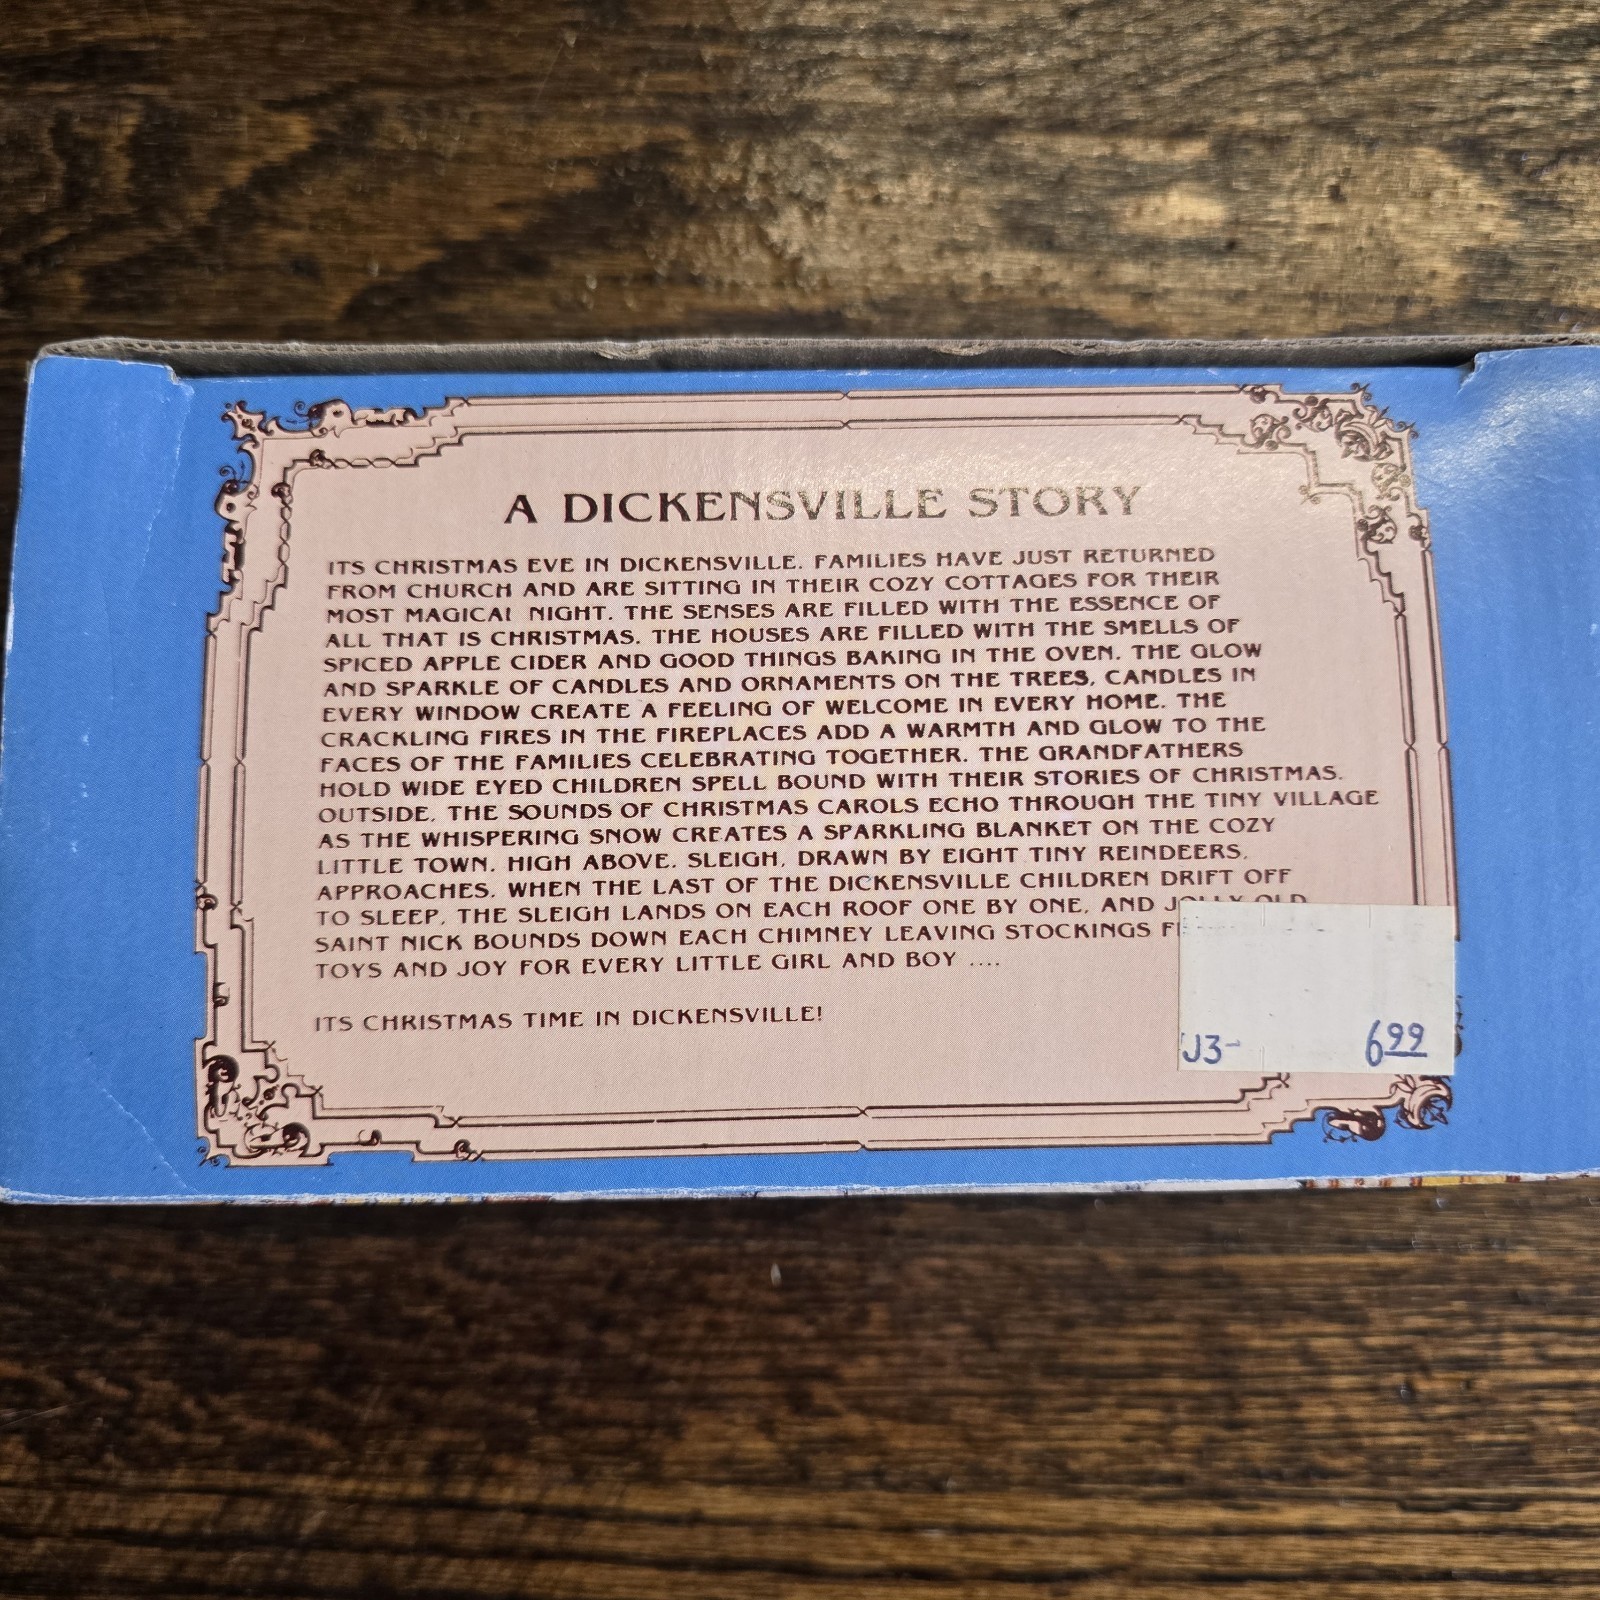 A DICKENSVILLE STORY
ITS CHRISTMAS EVE IN DICKENSVILLE. FAMILIES HAVE JUST RETURNED
FROM CHURCH AND ARE SITTING IN THEIR COZY COTTAGES FOR THEIR
MOST MAGICAL NIGHT. THE SENSES ARE FILLED WITH THE ESSENCE OF
ALL THAT IS CHRISTMAS. THE HOUSES ARE FILLED WITH THE SMELLS OF
SPICED APPLE CIDER AND GOOD THINGS BAKING IN THE OVEN. THE GLOW
AND SPARKLE OF CANDLES AND ORNAMENTS ON THE TREES, CANDLES IN
EVERY WINDOW CREATE A FEELING OF WELCOME IN EVERY HOME. THE
CRACKLING FIRES IN THE FIREPLACES ADD A WARMTH AND GLOW TO THE
FACES OF THE FAMILIES CELEBRATING TOGETHER. THE GRANDFATHERS
HOLD WIDE EYED CHILDREN SPELL BOUND WITH THEIR STORIES OF CHRISTMAS.
OUTSIDE, THE SOUNDS OF CHRISTMAS CAROLS ECHO THROUGH THE TINY VILLAGE
AS THE WHISPERING SNOW CREATES A SPARKLING BLANKET ON THE COZY
LITTLE TOWN. HIGH ABOVE. SLEIGH, DRAWN BY EIGHT TINY REINDEERS,
APPROACHES. WHEN THE LAST OF THE DICKENSVILLE CHILDREN DRIFT OFF
TO SLEEP, THE SLEIGH LANDS ON EACH ROOF ONE BY ONE, AND JOLLY OLD
SAINT NICK BOUNDS DOWN EACH CHIMNEY LEAVING STOCKINGS
TOYS AND JOY FOR EVERY LITTLE GIRL AND BOY ....
ITS CHRISTMAS TIME IN DICKENSVILLE!
J3- 6.99